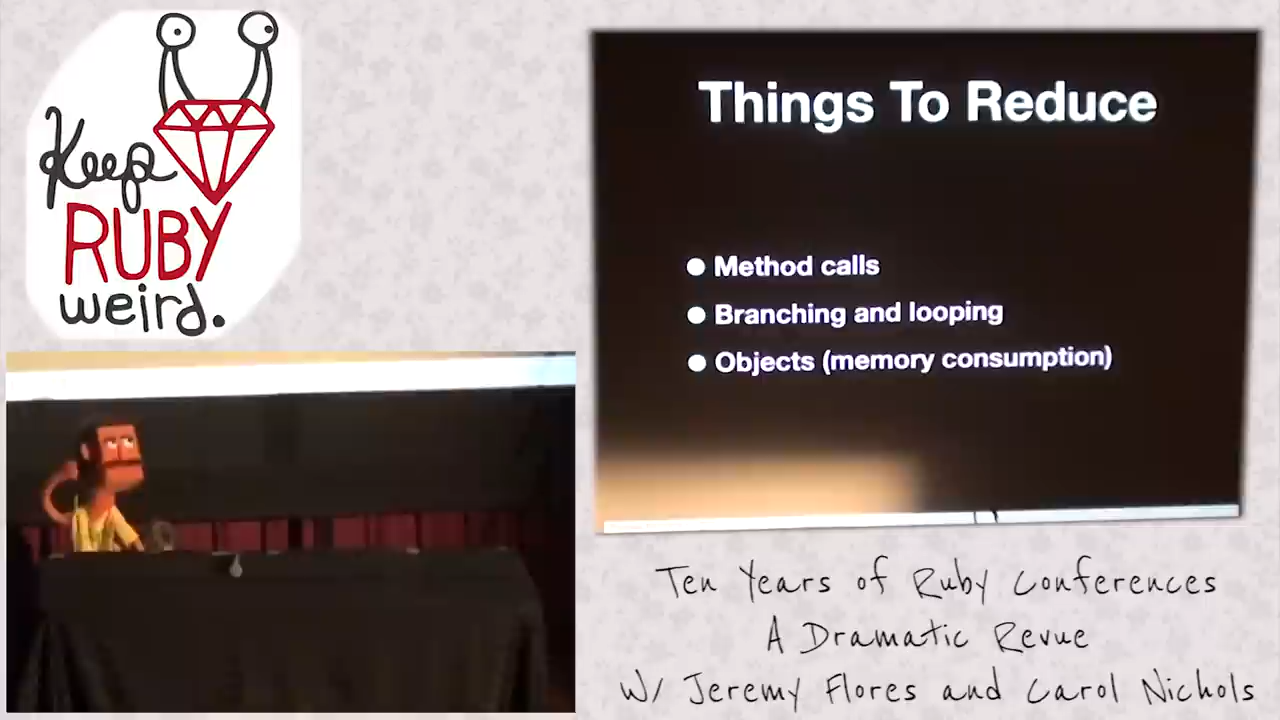 Keep
RUBY
weird.
Things To Reduce
Method calls
Branching and looping
Objects (memory consumption)
Ten Years of Ruby Conferences
A Dramatic Revue
W/ Jeremy Flores and Carol Nichols